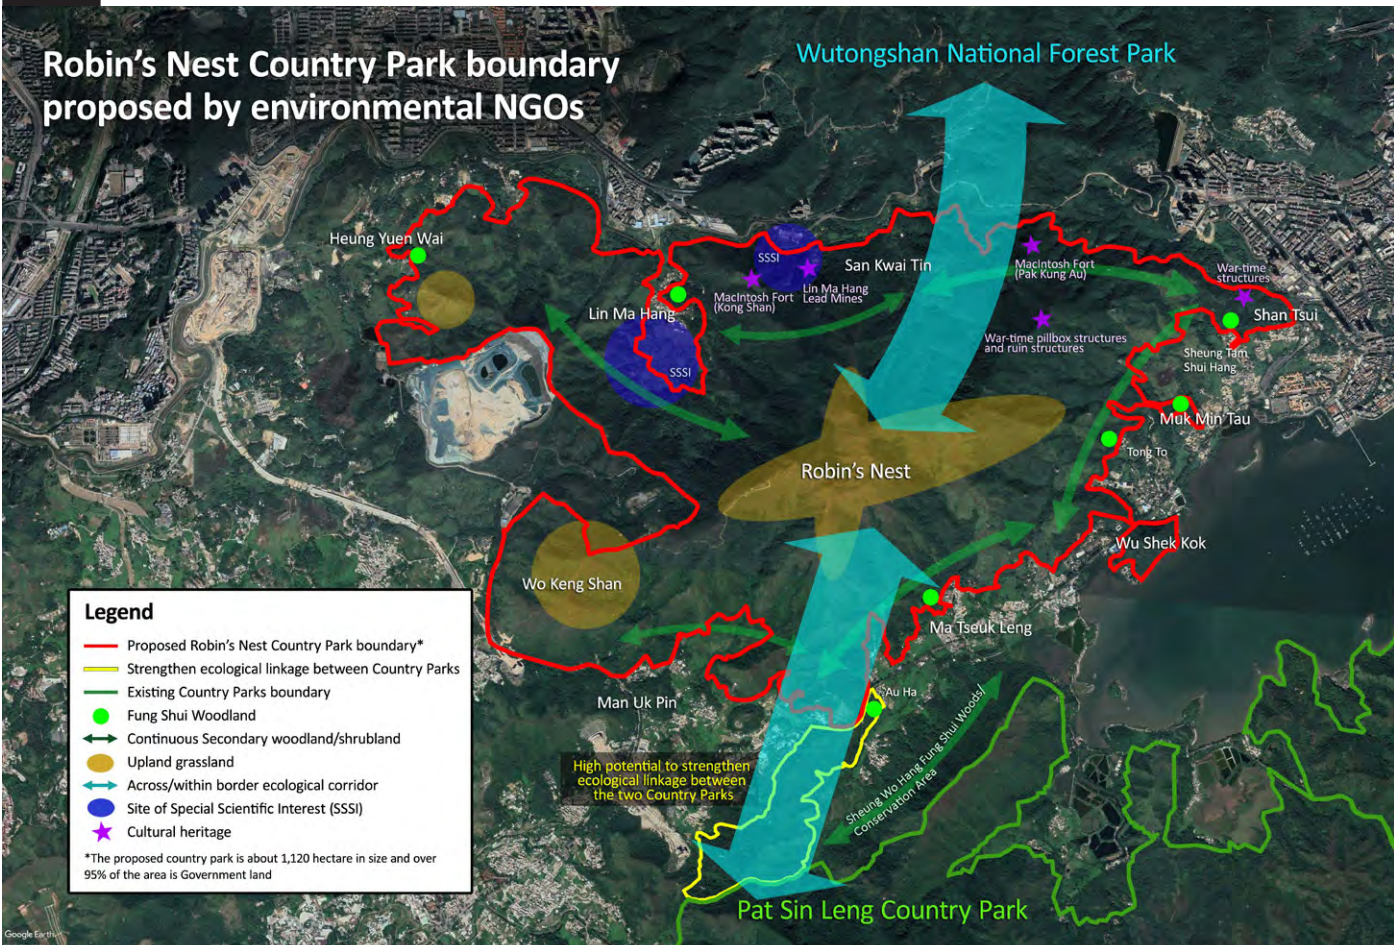 Robin's Nest Country Park boundary
proposed by environmental NGOs
Wutongshan National Forest Park
Heung Yuen Wai
SSSI
San Kwai Tin
MacIntosh Fort
(Pak Kung Au)
War-time
structures
MacIntosh Fort
(Kong Shan)
Lin Ma Hang
Lead Mines
Lin Ma Hang
Shan Tsui
War-time pillbox structures
and ruin structures
Sheung Tam
Shui Hang
SSSI
Muk Min Tau
Tong To
Robin's Nest
Wu Shek Kok
Wo Keng Shan
Ma Tseuk Leng
Man Uk Pin
Au Ha
High potential to strengthen
ecological linkage between
the two Country Parks
Sheung Wo Hang Fung Shui Woods/
Conservation Area
Pat Sin Leng Country Park
Legend
Proposed Robin's Nest Country Park boundary*
Strengthen ecological linkage between Country Parks
Existing Country Parks boundary
Fung Shui Woodland
Continuous Secondary woodland/shrubland
Upland grassland
Across/within border ecological corridor
Site of Special Scientific Interest (SSSI)
Cultural heritage
*The proposed country park is about 1,120 hectare in size and over
95% of the area is Government land
Google Earth